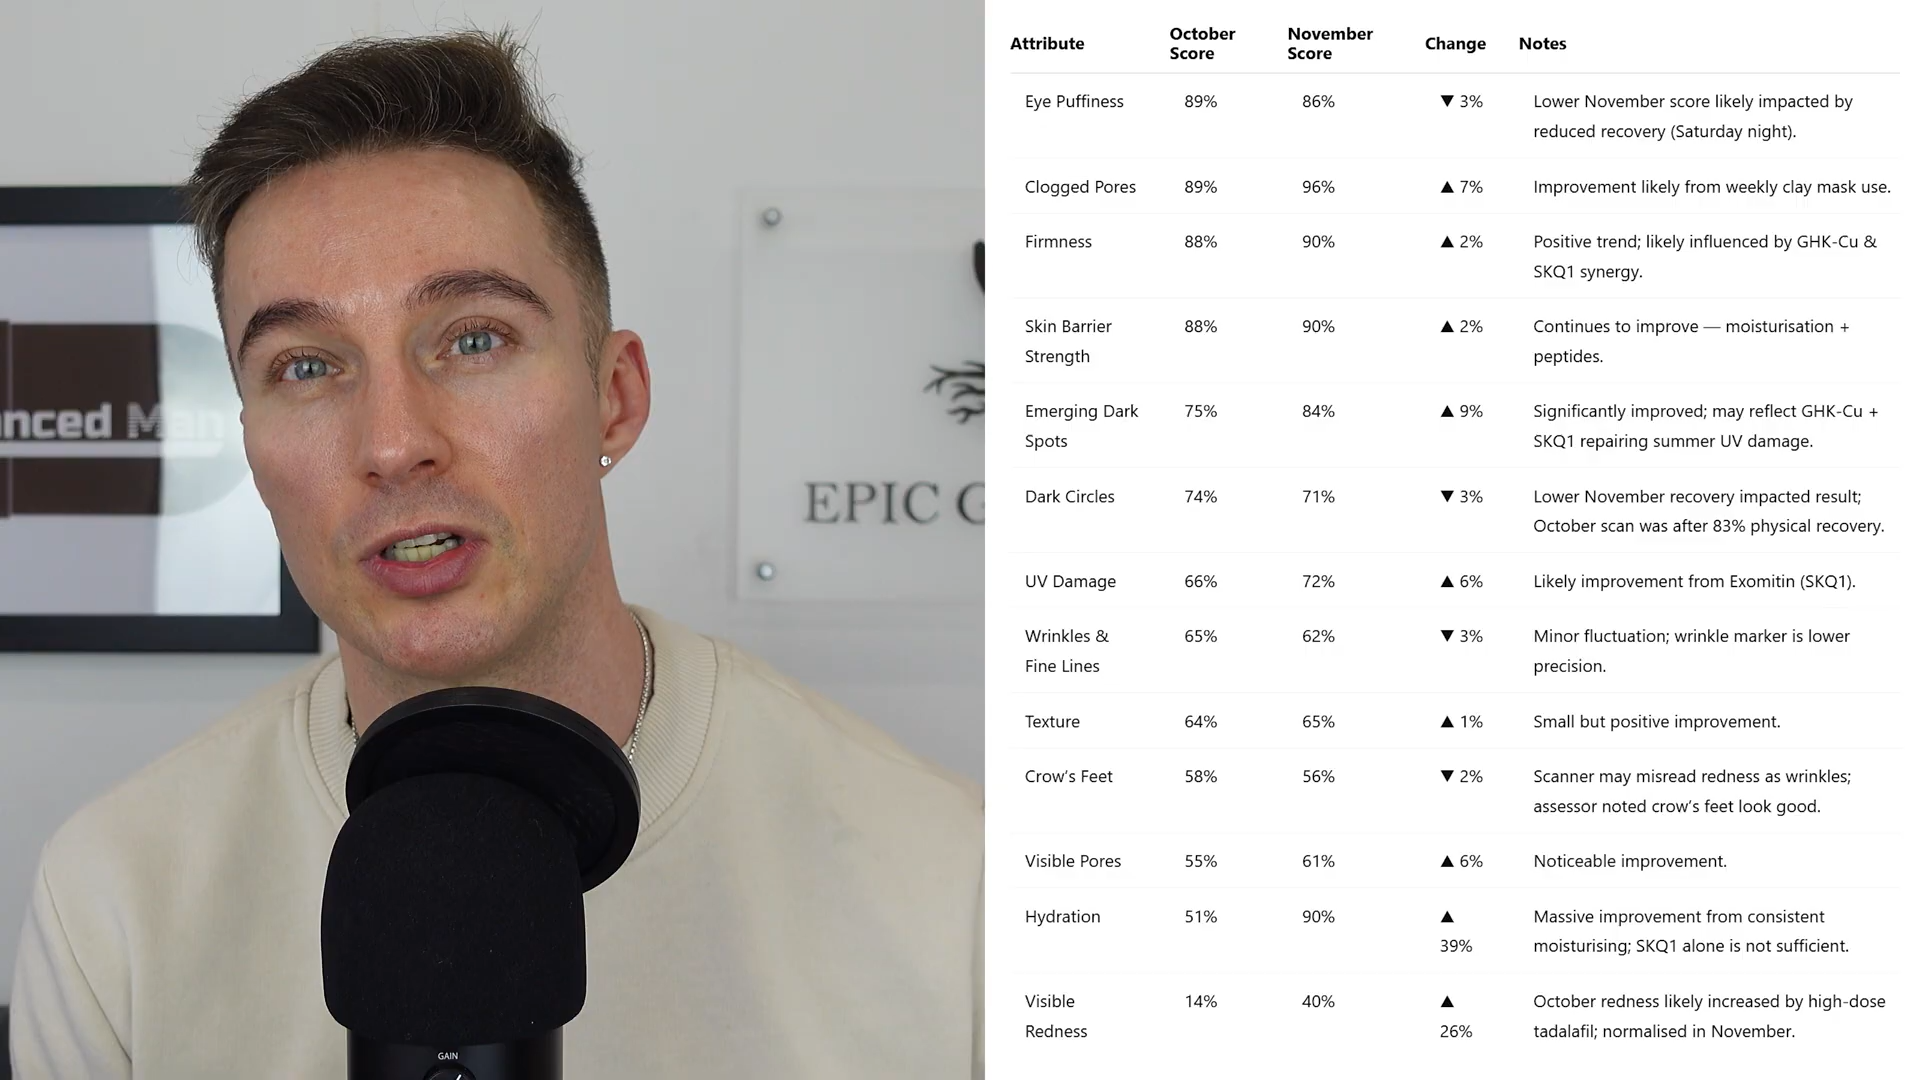 nced Man
EPIC G
GAIN
Attribute
October
Score
November
Score
Change
Notes
Eye Puffiness
89%
86%
▼ 3%
Lower November score likely impacted by
reduced recovery (Saturday night).
Clogged Pores
89%
96%
▲ 7%
Improvement likely from weekly clay mask use.
Firmness
88%
90%
▲ 2%
Positive trend; likely influenced by GHK-Cu &
SKQ1 synergy.
Skin Barrier
Strength
88%
90%
▲ 2%
Continues to improve — moisturisation +
peptides.
Emerging Dark
Spots
75%
84%
▲ 9%
Significantly improved; may reflect GHK-Cu +
SKQ1 repairing summer UV damage.
Dark Circles
74%
71%
▼ 3%
Lower November recovery impacted result;
October scan was after 83% physical recovery.
UV Damage
66%
72%
▲ 6%
Likely improvement from Exomitin (SKQ1).
Wrinkles &
Fine Lines
65%
62%
▼ 3%
Minor fluctuation; wrinkle marker is lower
precision.
Texture
64%
65%
▲ 1%
Small but positive improvement.
Crow’s Feet
58%
56%
▼ 2%
Scanner may misread redness as wrinkles;
assessor noted crow’s feet look good.
Visible Pores
55%
61%
▲ 6%
Noticeable improvement.
Hydration
51%
90%
▲
39%
Massive improvement from consistent
moisturising; SKQ1 alone is not sufficient.
Visible
Redness
14%
40%
▲
26%
October redness likely increased by high-dose
tadalafil; normalised in November.